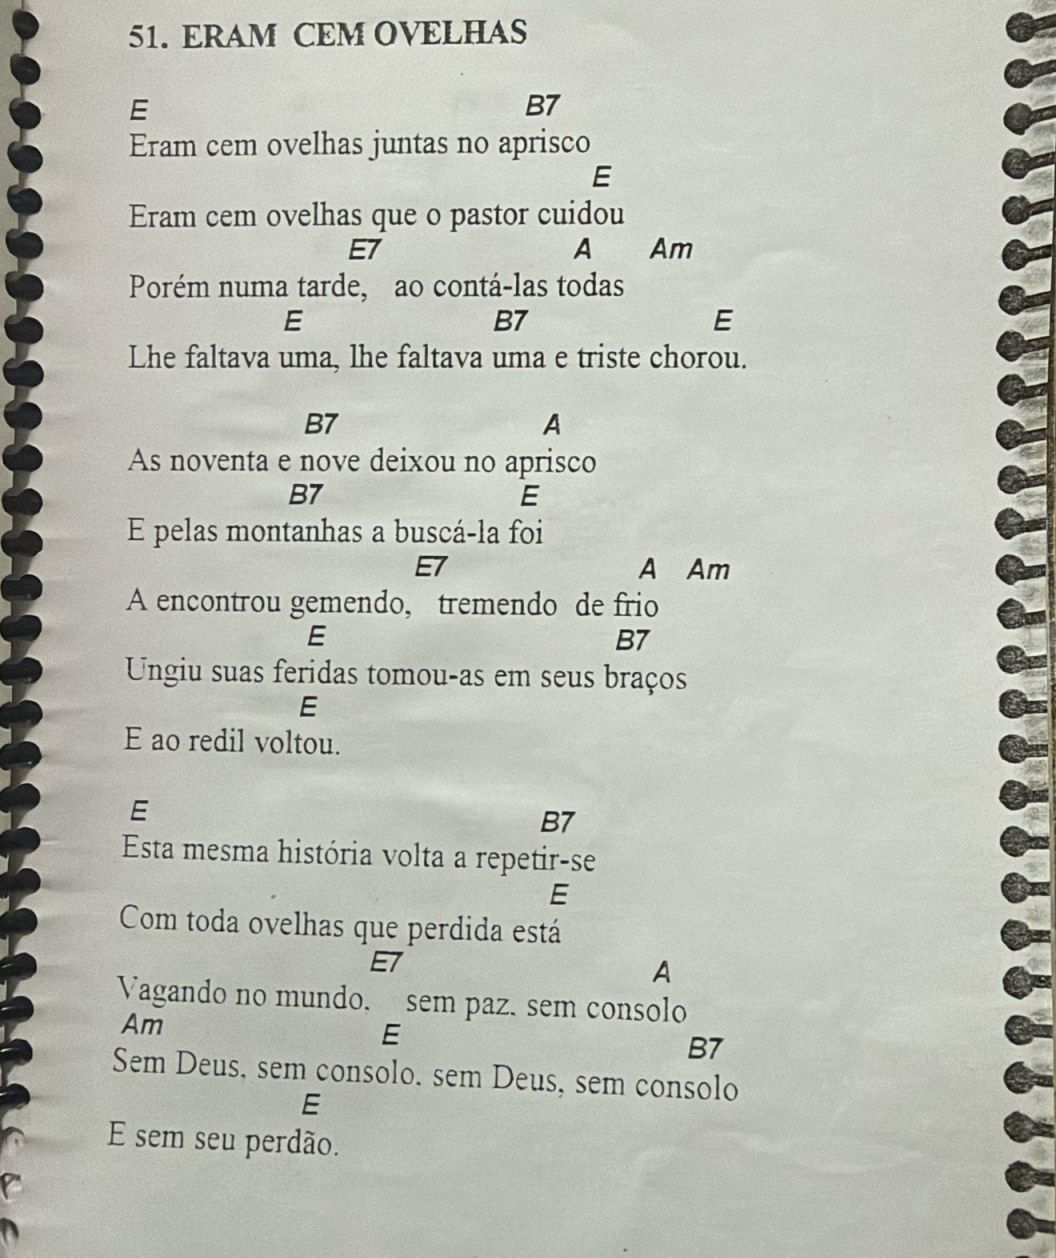 51. ERAM CEM OVELHAS
E B7
Eram cem ovelhas juntas no aprisco
E
Eram cem ovelhas que o pastor cuidou
E7 A Am
Porém numa tarde, ao contá-las todas
E B7 E
Lhe faltava uma, lhe faltava uma e triste chorou.
B7 A
As noventa e nove deixou no aprisco
B7 E
E pelas montanhas a buscá-la foi
E7 A Am
A encontrou gemendo, tremendo de frio
E B7
Ungiu suas feridas tomou-as em seus braços
E
E ao redil voltou.
E B7
Esta mesma história volta a repetir-se
E
Com toda ovelhas que perdida está
E7 A
Vagando no mundo, sem paz, sem consolo
Am E B7
Sem Deus, sem consolo, sem Deus, sem consolo
E
E sem seu perdão.